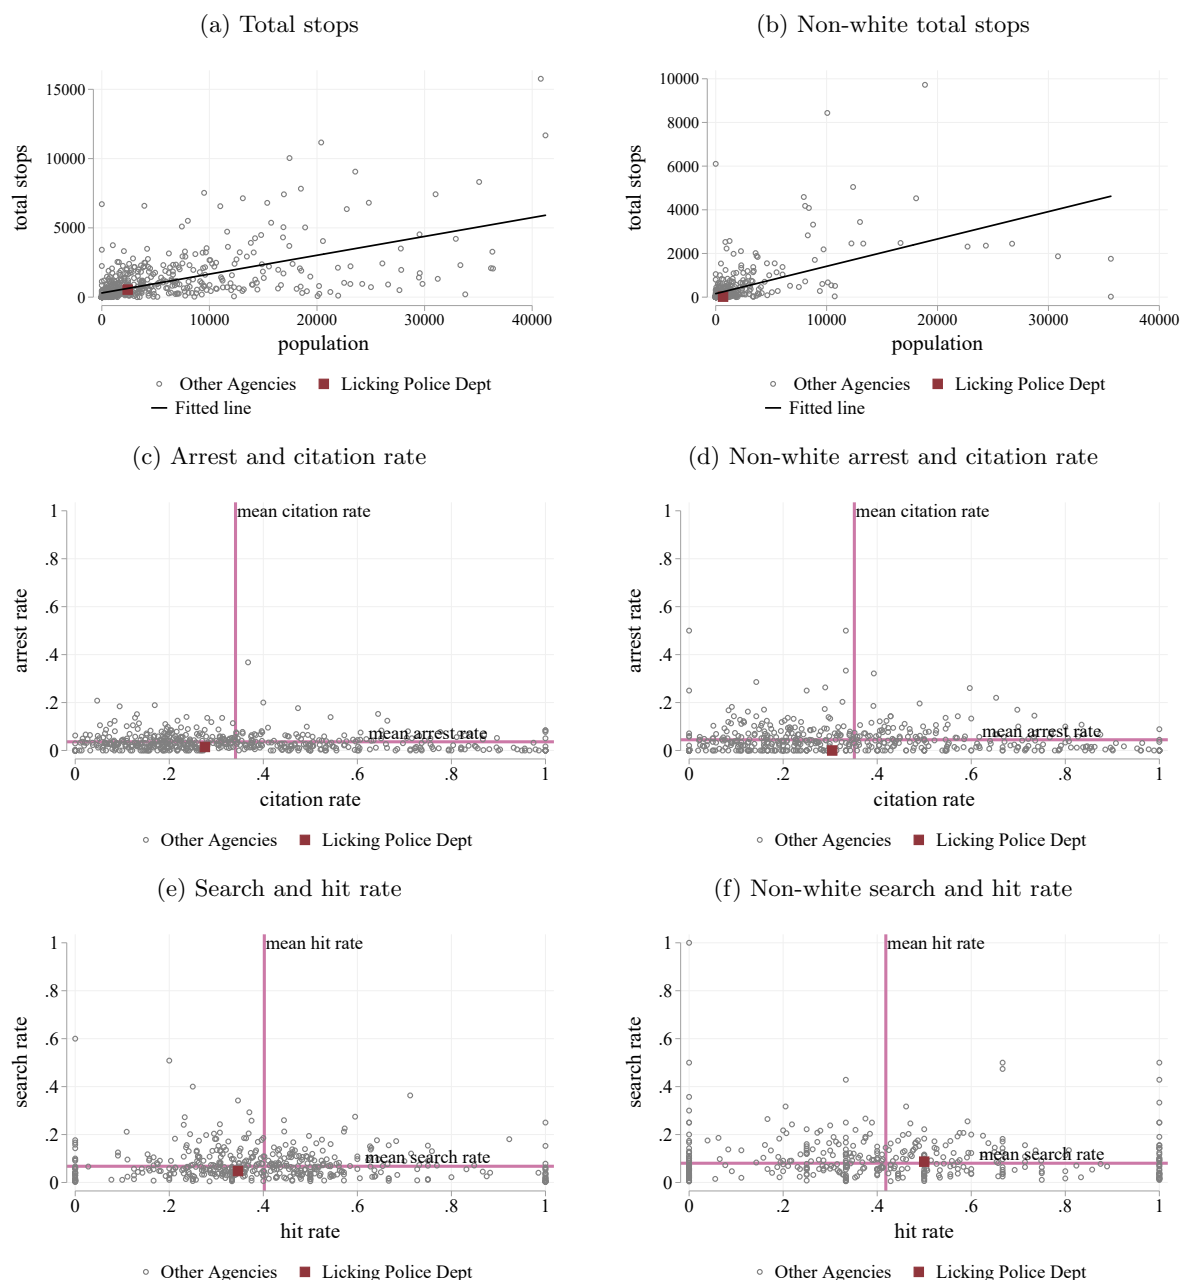 (a) Total stops
(b) Non-white total stops
total stops
15000
10000
5000
0
0
10000
20000
30000
40000
population
Other Agencies
Licking Police Dept
Fitted line
total stops
10000
8000
6000
4000
2000
0
0
10000
20000
30000
40000
population
Other Agencies
Licking Police Dept
Fitted line
(c) Arrest and citation rate
(d) Non-white arrest and citation rate
arrest rate
1
.8
.6
.4
.2
0
mean citation rate
mean arrest rate
0
.2
.4
.6
.8
1
citation rate
Other Agencies
Licking Police Dept
arrest rate
1
.8
.6
.4
.2
0
mean citation rate
mean arrest rate
0
.2
.4
.6
.8
1
citation rate
Other Agencies
Licking Police Dept
(e) Search and hit rate
(f) Non-white search and hit rate
search rate
1
.8
.6
.4
.2
0
mean hit rate
mean search rate
0
.2
.4
.6
.8
1
hit rate
Other Agencies
Licking Police Dept
search rate
1
.8
.6
.4
.2
0
mean hit rate
mean search rate
0
.2
.4
.6
.8
1
hit rate
Other Agencies
Licking Police Dept